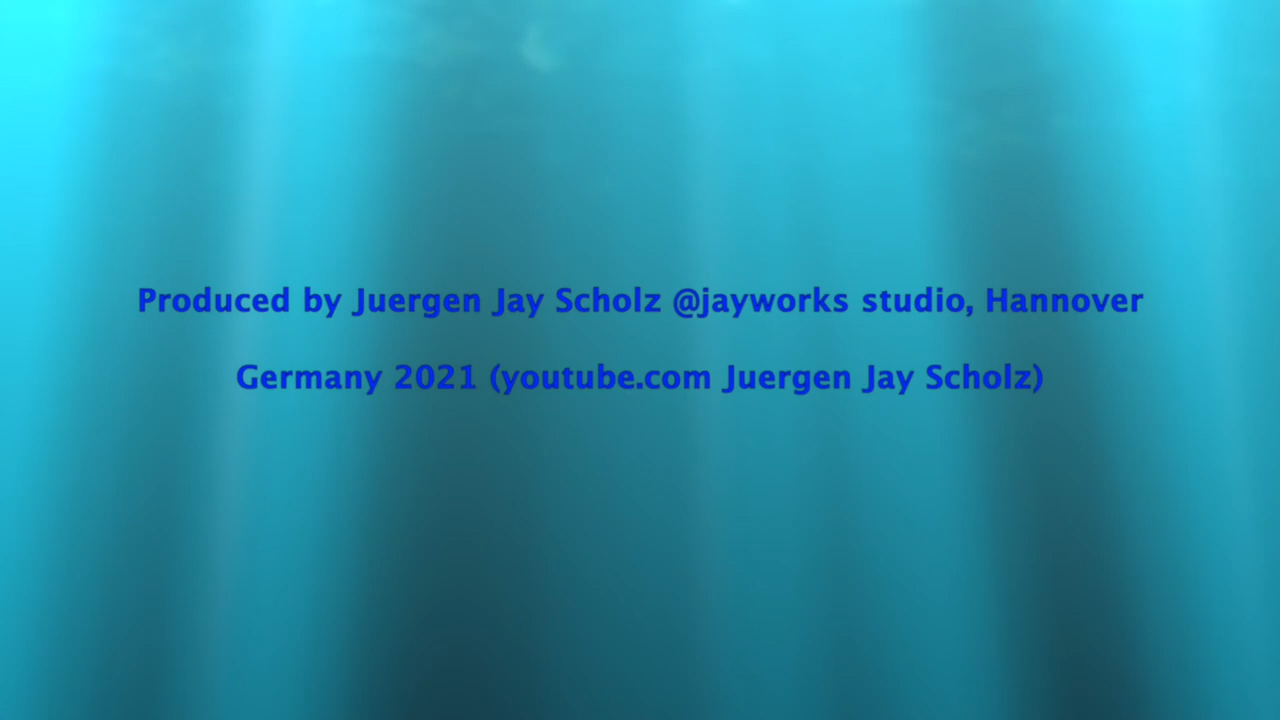 Produced by Juergen Jay Scholz @jayworks studio, Hannover
Germany 2021 (youtube.com Juergen Jay Scholz)